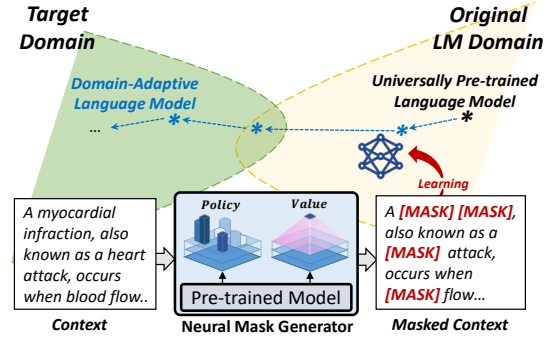 Target
Domain
Original
LM Domain
Domain-Adaptive
Language Model
Universally Pre-trained
Language Model
...
Learning
A myocardial
infraction, also
known as a heart
attack, occurs
when blood flow..
Context
Policy
Value
Pre-trained Model
Neural Mask Generator
A [MASK] [MASK],
also known as a
[MASK] attack,
occurs when
[MASK] flow...
Masked Context